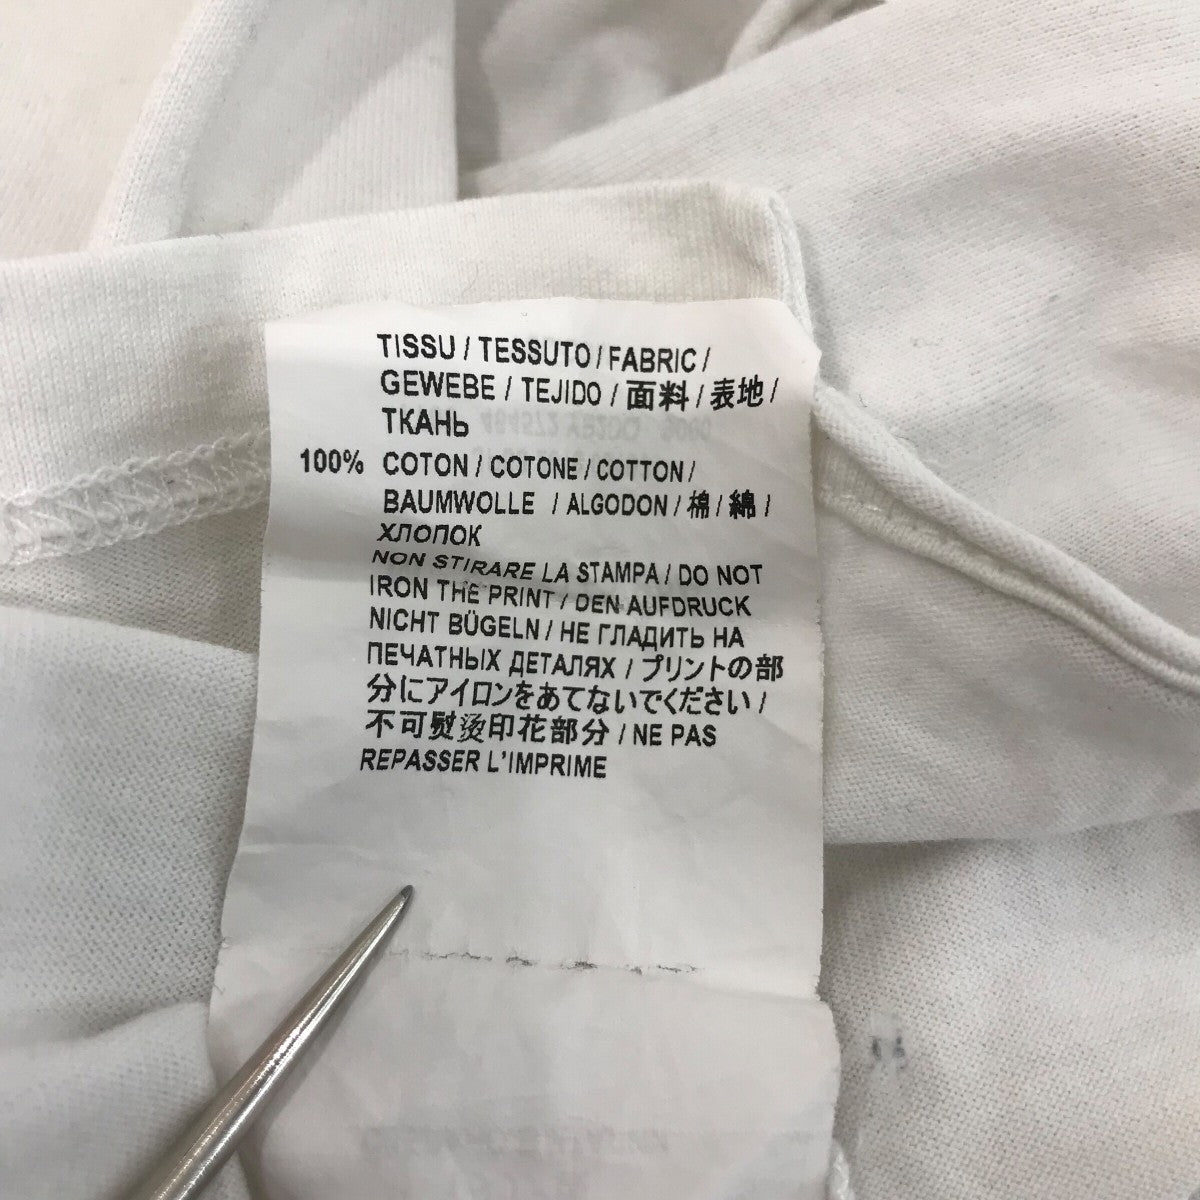 TISSU / TESSUTO / FABRIC /
GEWEBE / TEJIDO / 面料 / 表地 /
ТКАНЬ
100% COTON / COTONE / COTTON /
BAUMWOLLE / ALGODON / 棉 / 綿 /
ХЛОПОК
NON STIRARE LA STAMPA / DO NOT
IRON THE PRINT / DEN AUFDRUCK
NICHT BÜGELN / НЕ ГЛАДИТЬ НА
ПЕЧАТНЫХ ДЕТАЛЯХ / プリントの部
分にアイロンをあてないでください /
不可熨烫印花部分 / NE PAS
REPASSER L'IMPRIME